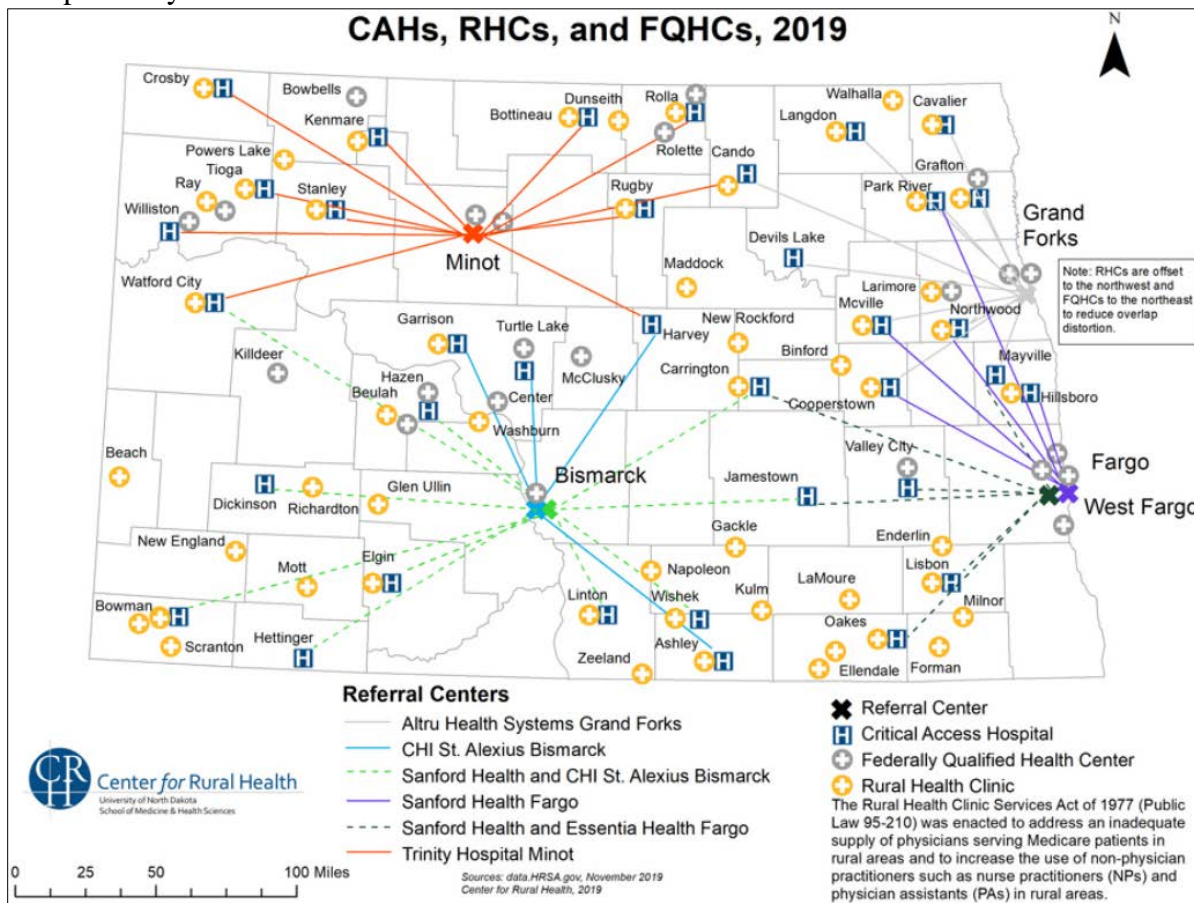 CAHs, RHCs, and FQHCs, 2019
N
Crosby
Bowbells
Kenmare
Bottineau
Dunseith
Rolla
Rolette
Walhalla
Langdon
Cavalier
Powers Lake
Tioga
Ray
Stanley
Williston
Rugby
Cando
Grafton
Park River
Grand
Forks
Minot
Devils Lake
Note: RHCs are offset
to the northwest and
FQHCs to the northeast
to reduce overlap
distortion.
Watford City
Maddock
Larimore
Mcville
Northwood
Garrison
Turtle Lake
Harvey
New Rockford
Binford
Mayville
Killdeer
McClusky
Carrington
Hillsboro
Hazen
Beulah
Center
Washburn
Cooperstown
Valley City
Beach
Bismarck
Jamestown
Fargo
West Fargo
Dickinson
Richardton
Glen Ullin
Gackle
Enderlin
New England
Mott
Elgin
Napoleon
Lisbon
Bowman
Linton
Wishek
Kulm
LaMoure
Milnor
Scranton
Hettinger
Ashley
Oakes
Zeeland
Ellendale
Forman
Referral Centers
Altru Health Systems Grand Forks
CHI St. Alexius Bismarck
Sanford Health and CHI St. Alexius Bismarck
Sanford Health Fargo
Sanford Health and Essentia Health Fargo
Trinity Hospital Minot
Sources: data.HRSA.gov, November 2019
Center for Rural Health, 2019
Referral Center
H Critical Access Hospital
Federally Qualified Health Center
Rural Health Clinic
The Rural Health Clinic Services Act of 1977 (Public
Law 95-210) was enacted to address an inadequate
supply of physicians serving Medicare patients in
rural areas and to increase the use of non-physician
practitioners such as nurse practitioners (NPs) and
physician assistants (PAs) in rural areas.
CRH
Center for Rural Health
University of North Dakota
School of Medicine & Health Sciences
0 25 50 100 Miles